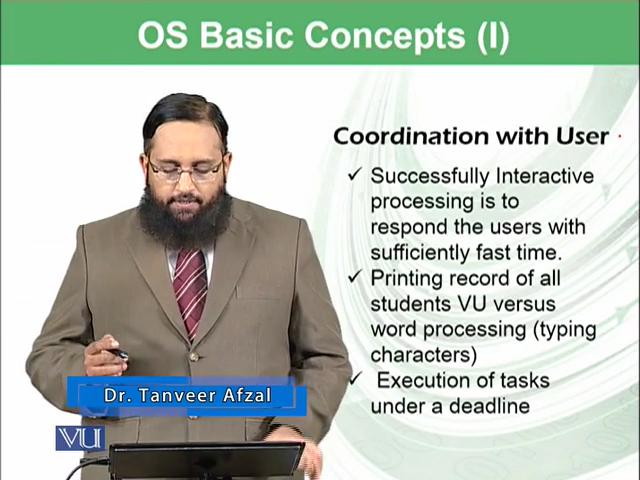 OS Basic Concepts (I)
Coordination with User
✓ Successfully Interactive
processing is to
respond the users with
sufficiently fast time.
✓ Printing record of all
students VU versus
word processing (typing
characters)
✓ Execution of tasks
under a deadline
Dr. Tanveer Afzal
VU